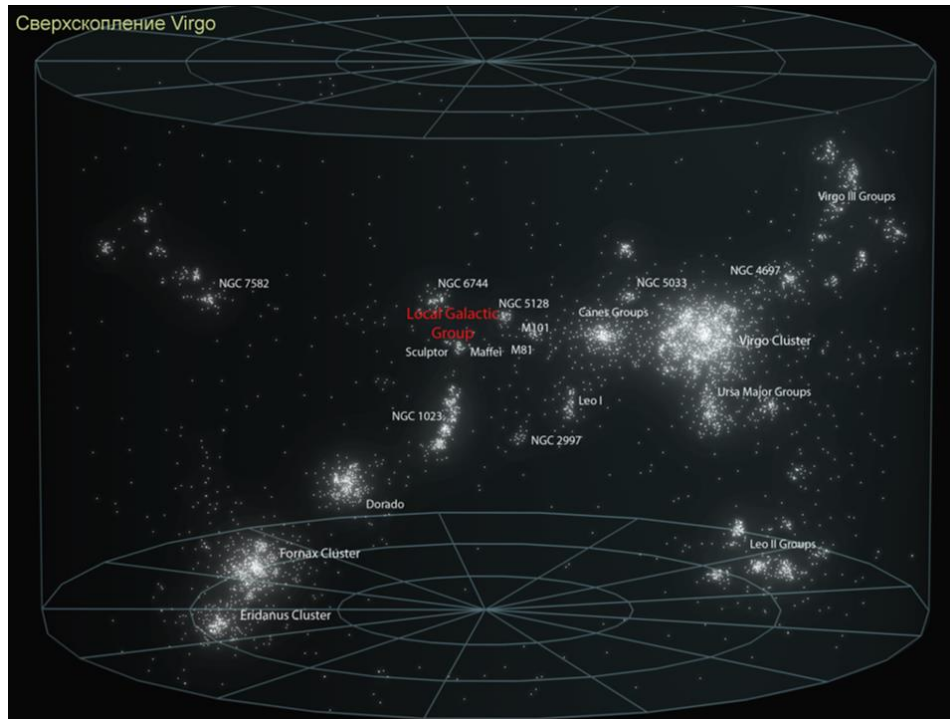 Сверхскопление Virgo
Virgo III Groups
NGC 7582
NGC 6744
NGC 5033
NGC 4697
NGC 5128
Local Galactic
Group
Canes Groups
M101
Virgo Cluster
Sculptor
Maffei
M81
Ursa Major Groups
Leo I
NGC 1023
NGC 2997
Dorado
Leo II Groups
Fornax Cluster
Eridanus Cluster